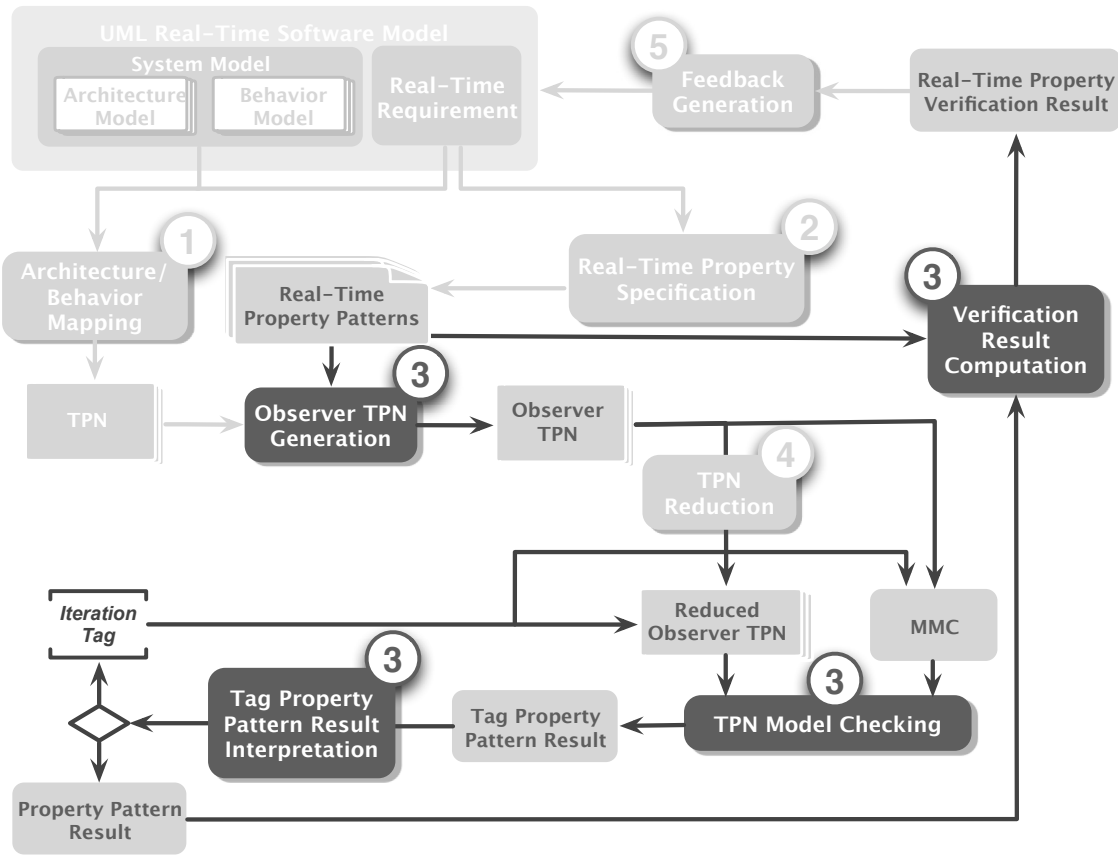 UML Real-Time Software Model
System Model
Architecture
Model
Behavior
Model
Real-Time
Requirement
5
Feedback
Generation
Real-Time Property
Verification Result
1
Architecture/
Behavior
Mapping
Real-Time
Property Patterns
2
Real-Time Property
Specification
3
Verification
Result
Computation
TPN
3
Observer TPN
Generation
Observer
TPN
4
TPN
Reduction
Iteration
Tag
Reduced
Observer TPN
MMC
3
Tag Property
Pattern Result
Interpretation
Tag Property
Pattern Result
3
TPN Model Checking
Property Pattern
Result